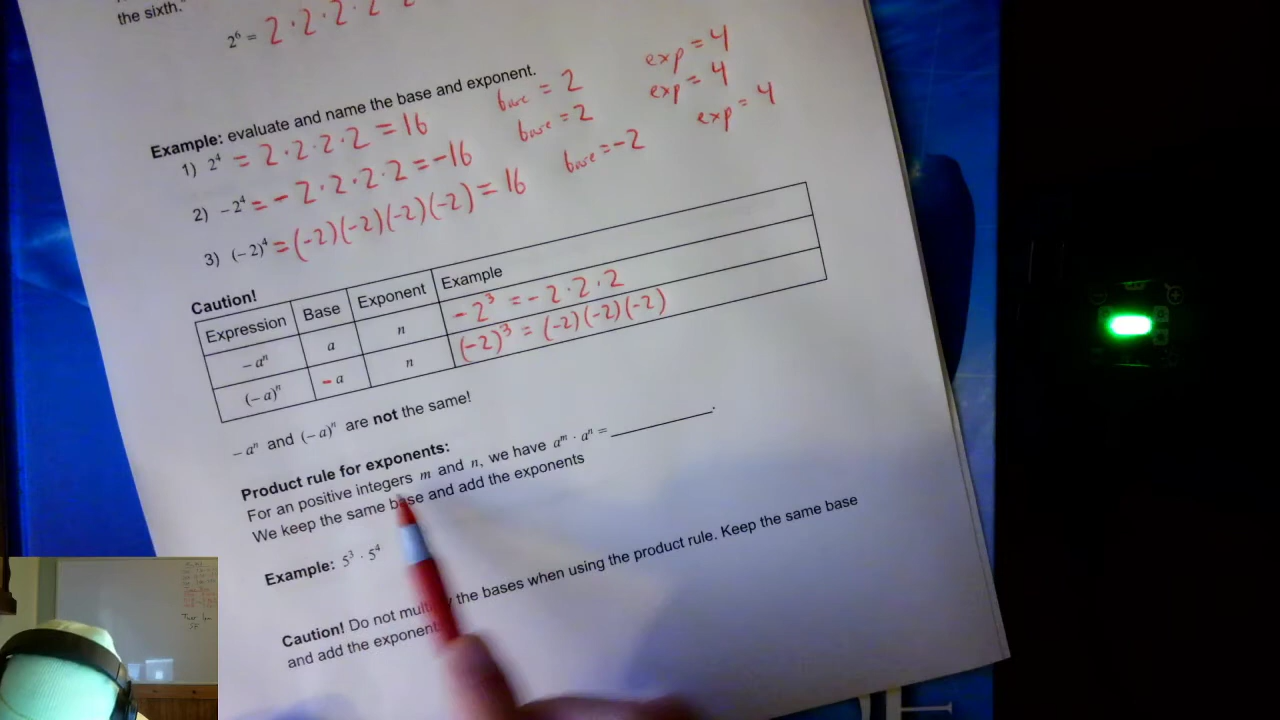 the sixth."
2⁶ = 2 · 2 · 2 · 2 · 2
Example: evaluate and name the base and exponent.
1) 2⁴ = 2 · 2 · 2 · 2 = 16 base = 2 exp = 4
2) -2⁴ = - 2 · 2 · 2 · 2 = -16 base = 2 exp = 4
3) (-2)⁴ = (-2)(-2)(-2)(-2) = 16 base = -2 exp = 4
Caution!
Expression Base Exponent Example
-aⁿ a n -2³ = - 2 · 2 · 2
(-a)ⁿ -a n (-2)³ = (-2)(-2)(-2)
-aⁿ and (-a)ⁿ are not the same!
Product rule for exponents:
For an positive integers m and n, we have aᵐ · aⁿ = ________.
We keep the same base and add the exponents
Example: 5³ · 5⁴
Caution! Do not multiply the bases when using the product rule. Keep the same base
and add the exponent